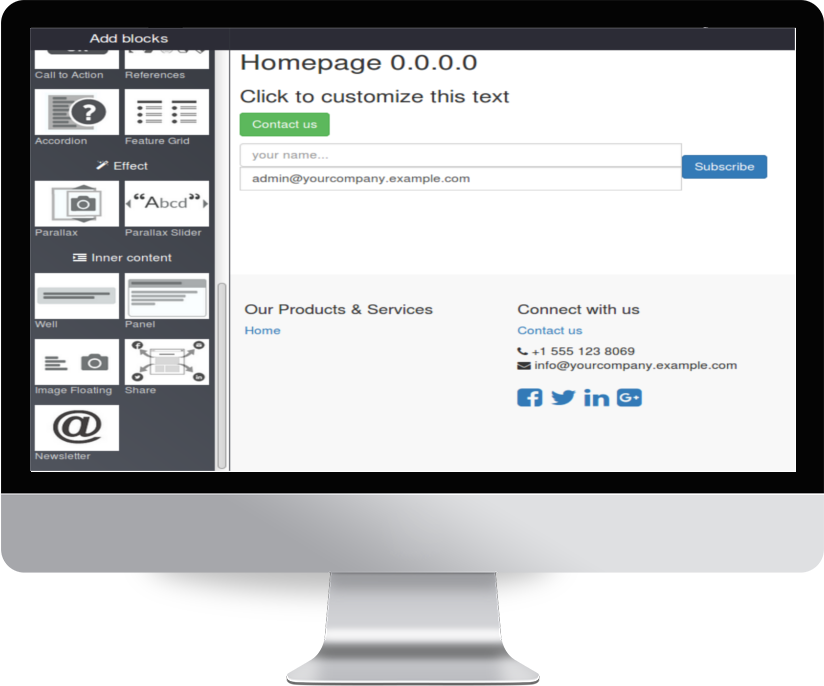 Add blocks
Call to Action
References
?
Accordion
Feature Grid
Effect
“Abcd”
Parallax
Parallax Slider
Inner content
Well
Panel
Image Floating
Share
@
Newsletter
Homepage 0.0.0.0
Click to customize this text
Contact us
your name...
admin@yourcompany.example.com
Subscribe
Our Products & Services
Home
Connect with us
Contact us
+1 555 123 8069
info@yourcompany.example.com
in G+